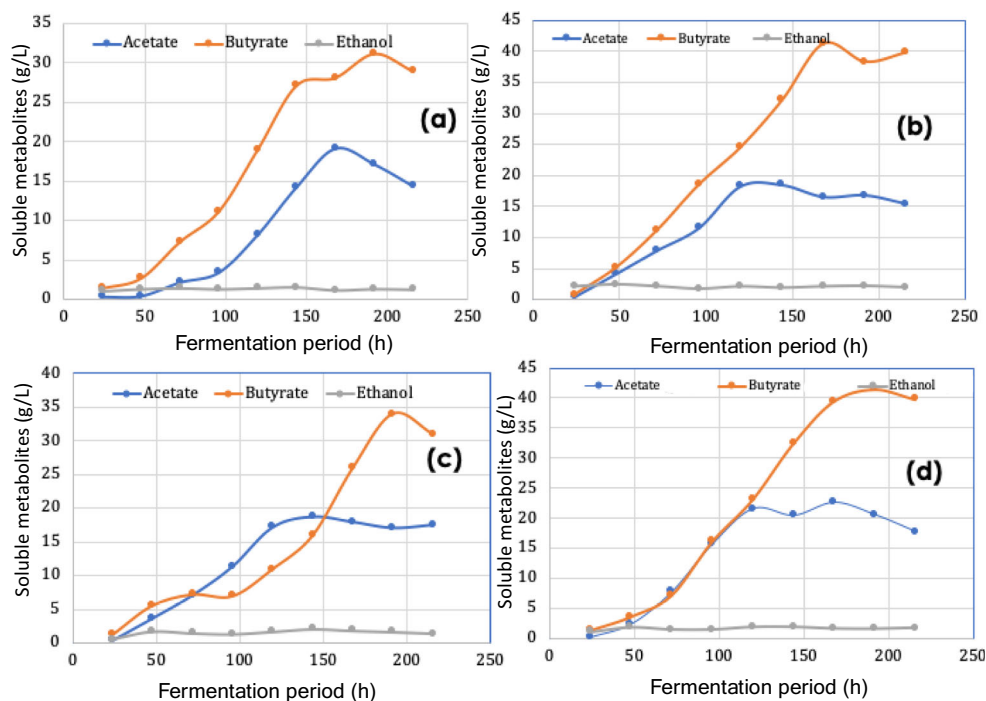 Soluble metabolites (g/L)
35
30
25
20
15
10
5
0
Acetate Butyrate Ethanol
(a)
0 50 100 150 200 250
Fermentation period (h)
Soluble metabolites (g/L)
45
40
35
30
25
20
15
10
5
0
Acetate Butyrate Ethanol
(b)
0 50 100 150 200 250
Fermentation period (h)
Soluble metabolites (g/L)
40
35
30
25
20
15
10
5
0
Acetate Butyrate Ethanol
(c)
0 50 100 150 200 250
Fermentation period (h)
Soluble metabolites (g/L)
45
40
35
30
25
20
15
10
5
0
Acetate Butyrate Ethanol
(d)
0 50 100 150 200 250
Fermentation period (h)